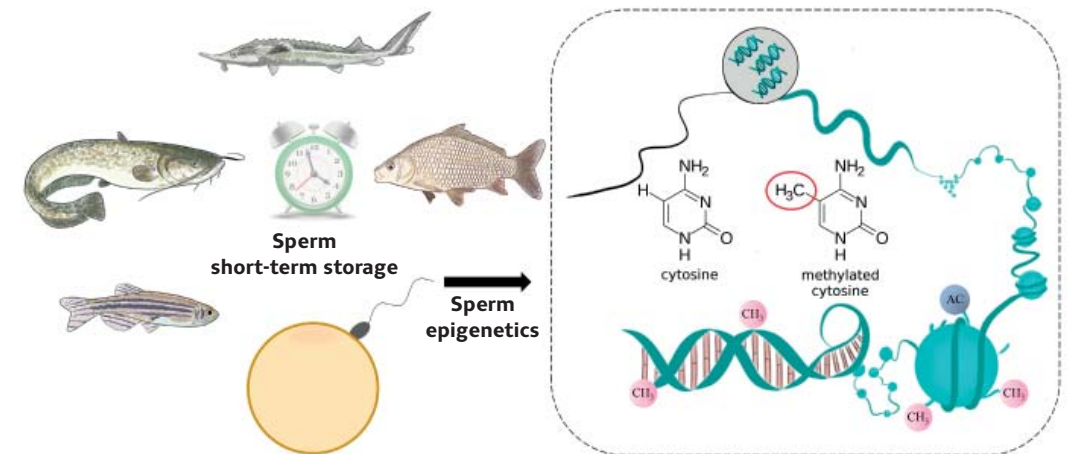 Sperm
short-term storage
Sperm
epigenetics
NH₂
H
N
N
H
O
cytosine
NH₂
H₃C
N
N
H
O
methylated
cytosine
CH₃
CH₃
AC
CH₃
CH₃